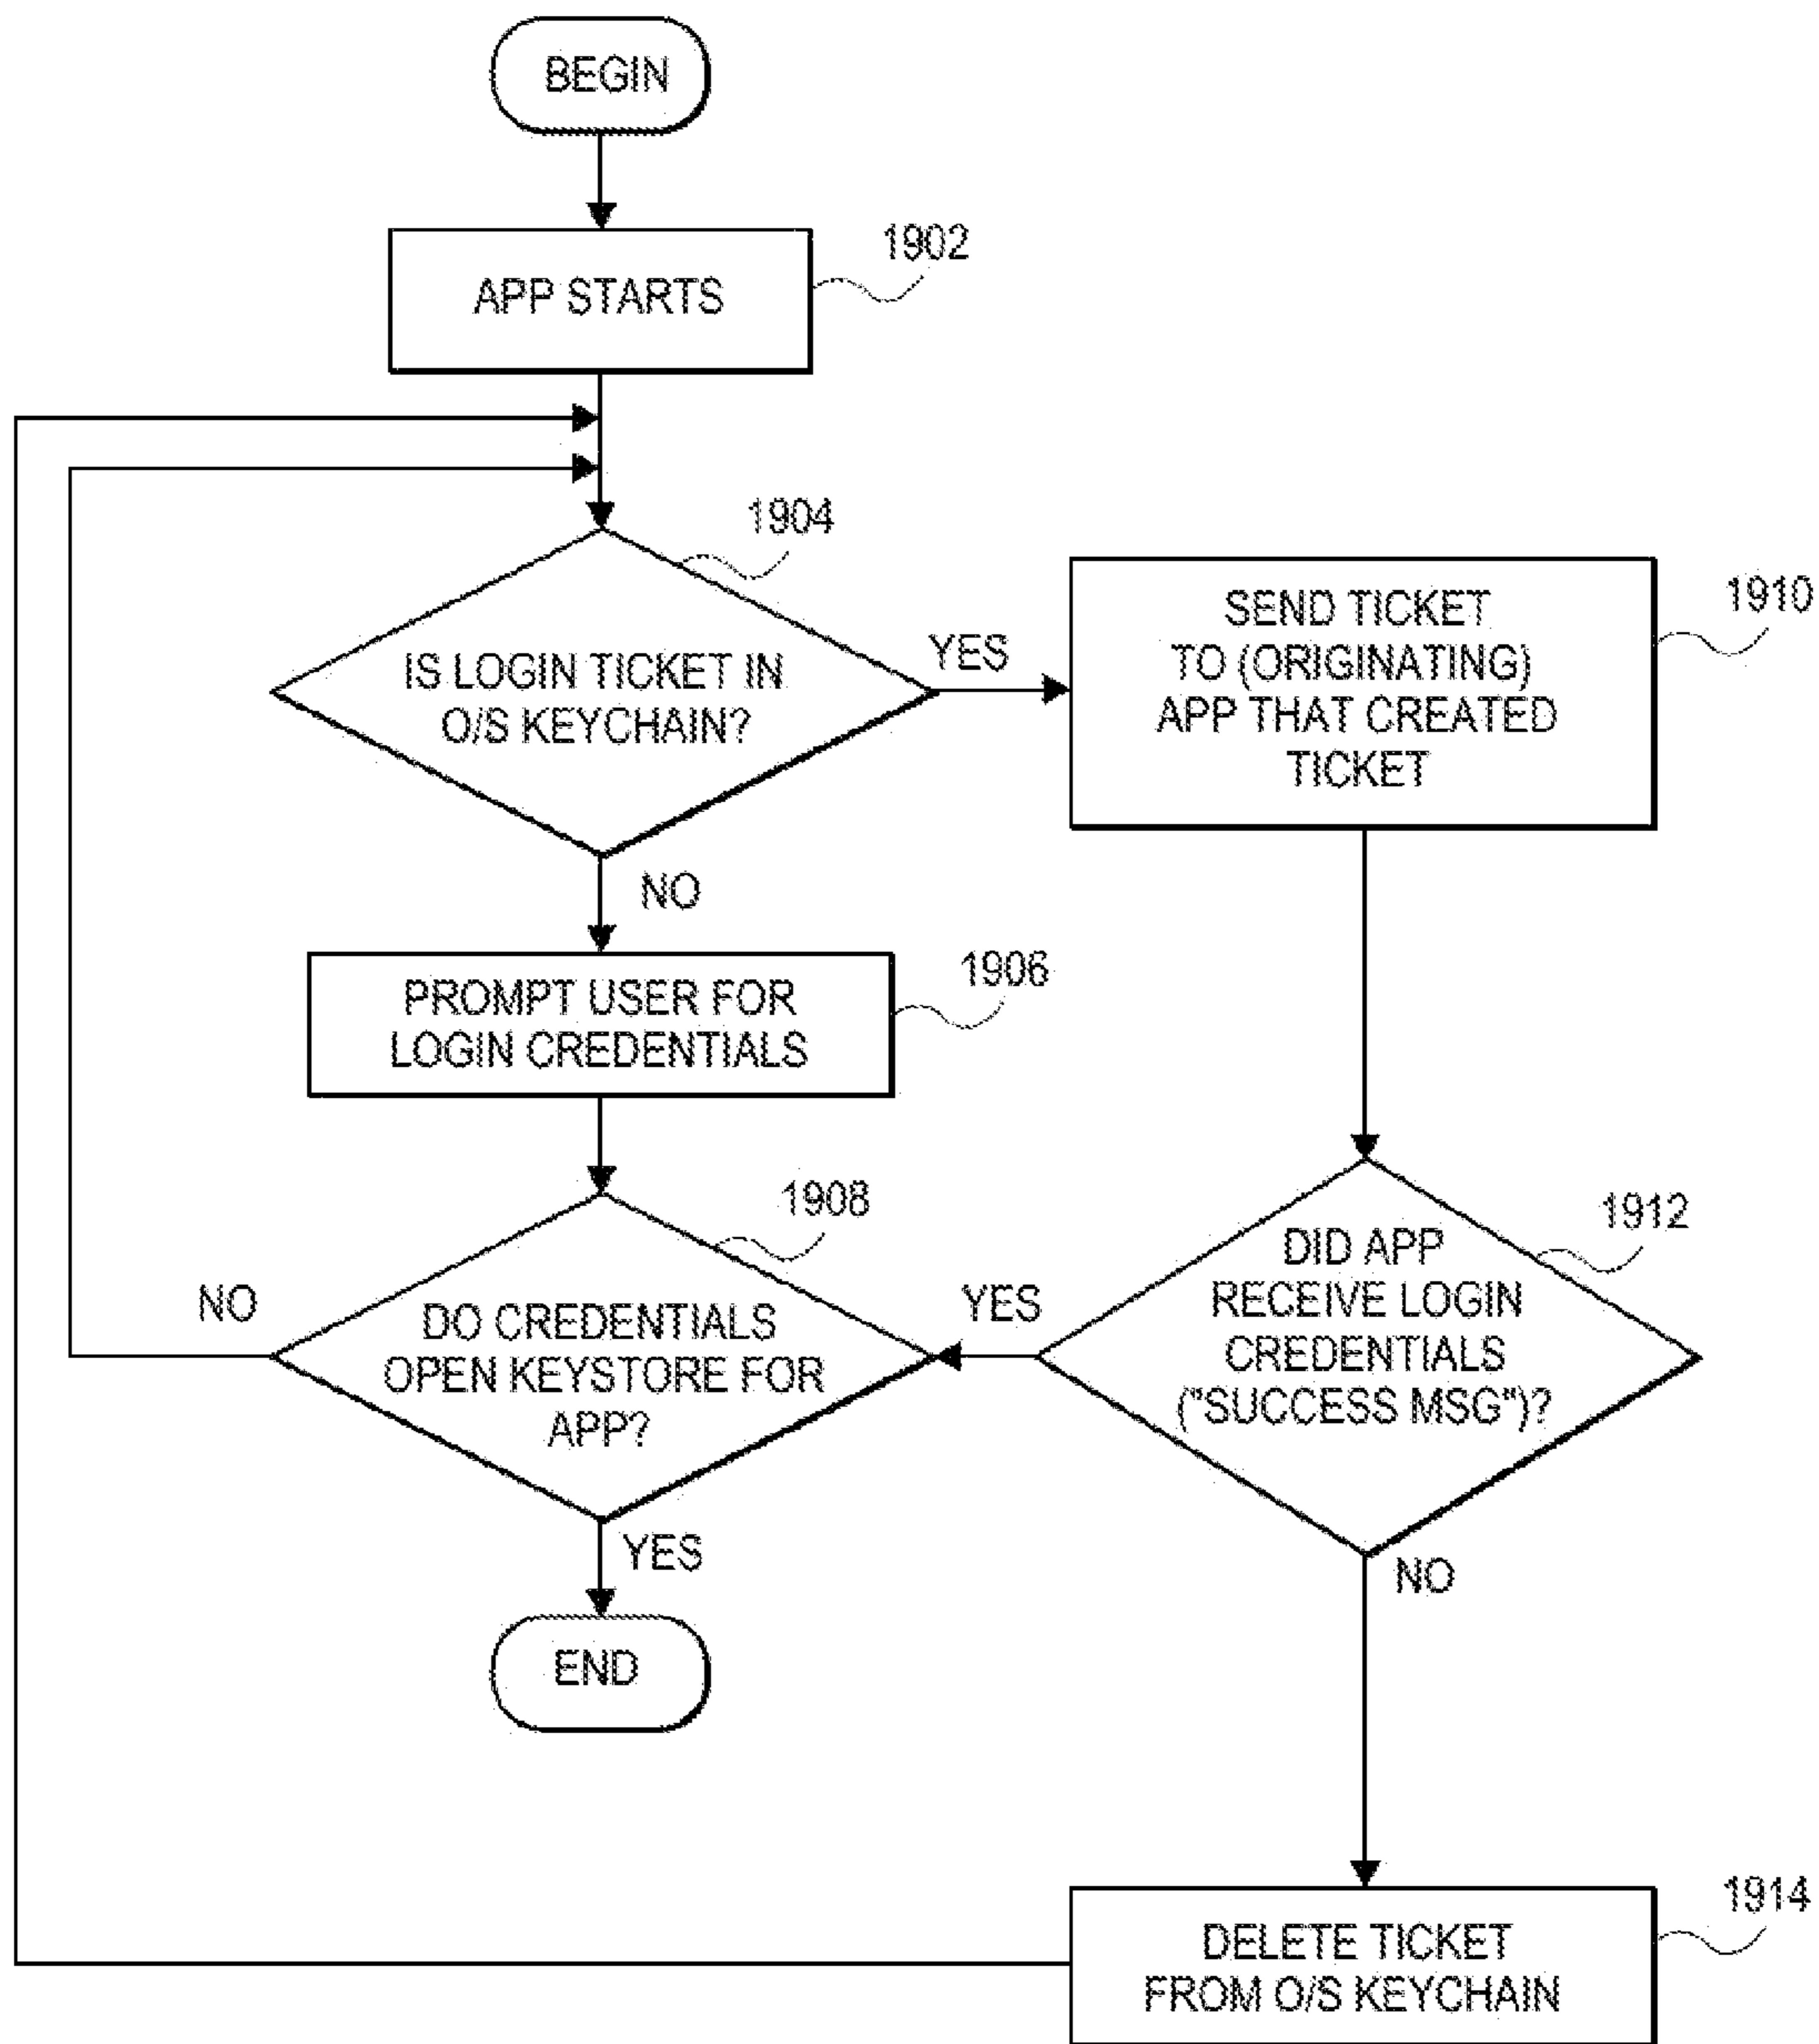 BEGIN
1902
APP STARTS
1904
IS LOGIN TICKET IN
O/S KEYCHAIN?
YES
NO
1910
SEND TICKET
TO (ORIGINATING)
APP THAT CREATED
TICKET
1906
PROMPT USER FOR
LOGIN CREDENTIALS
1908
DO CREDENTIALS
OPEN KEYSTORE FOR
APP?
NO
YES
1912
DID APP
RECEIVE LOGIN
CREDENTIALS
("SUCCESS MSG")?
YES
NO
END
1914
DELETE TICKET
FROM O/S KEYCHAIN